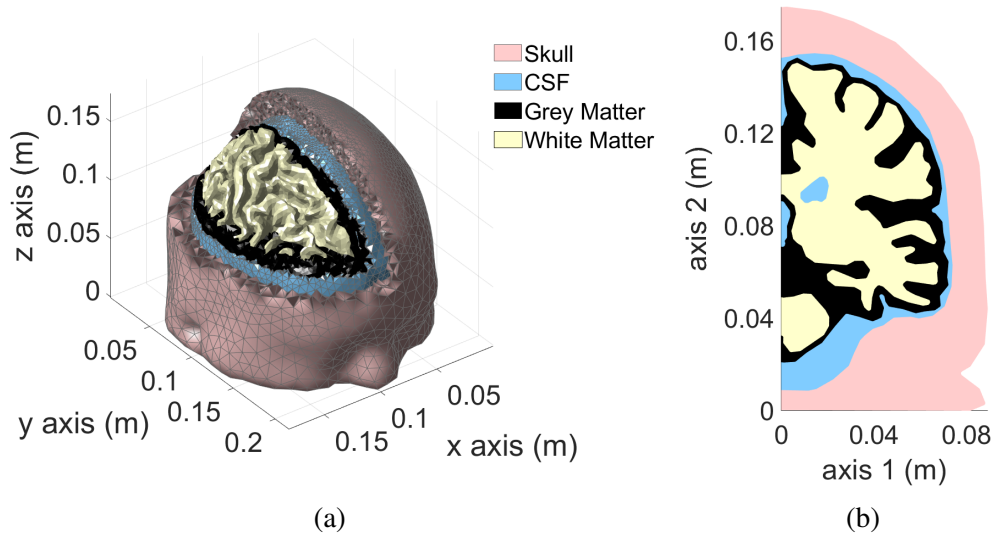 Skull
CSF
Grey Matter
White Matter
0.15
0.1
0.05
0
z axis (m)
0.05
0.1
0.15
0.2
y axis (m)
0.05
0.1
0.15
x axis (m)
(a)
0.16
0.12
0.08
0.04
0
axis 2 (m)
0 0.04 0.08
axis 1 (m)
(b)